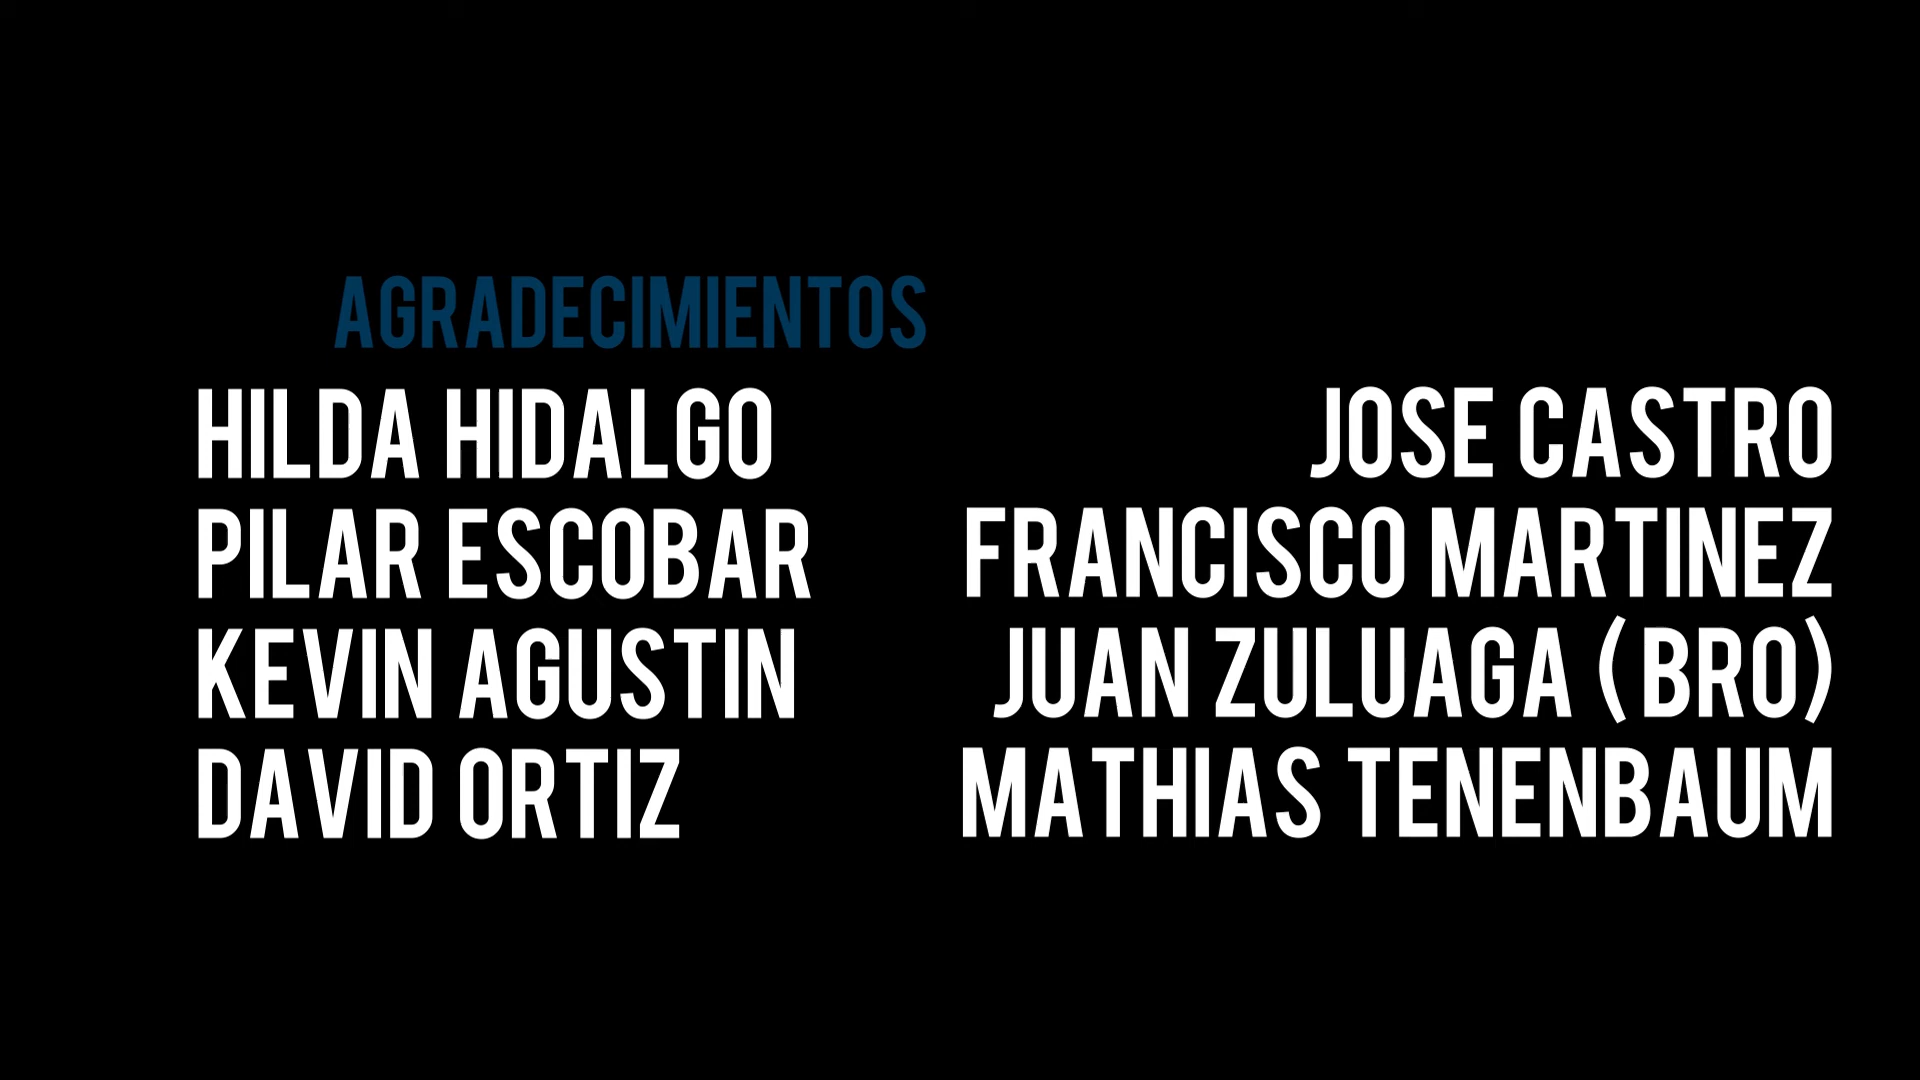 AGRADECIMIENTOS
HILDA HIDALGO
PILAR ESCOBAR
KEVIN AGUSTIN
DAVID ORTIZ
JOSE CASTRO
FRANCISCO MARTINEZ
JUAN ZULUAGA (BRO)
MATHIAS TENENBAUM